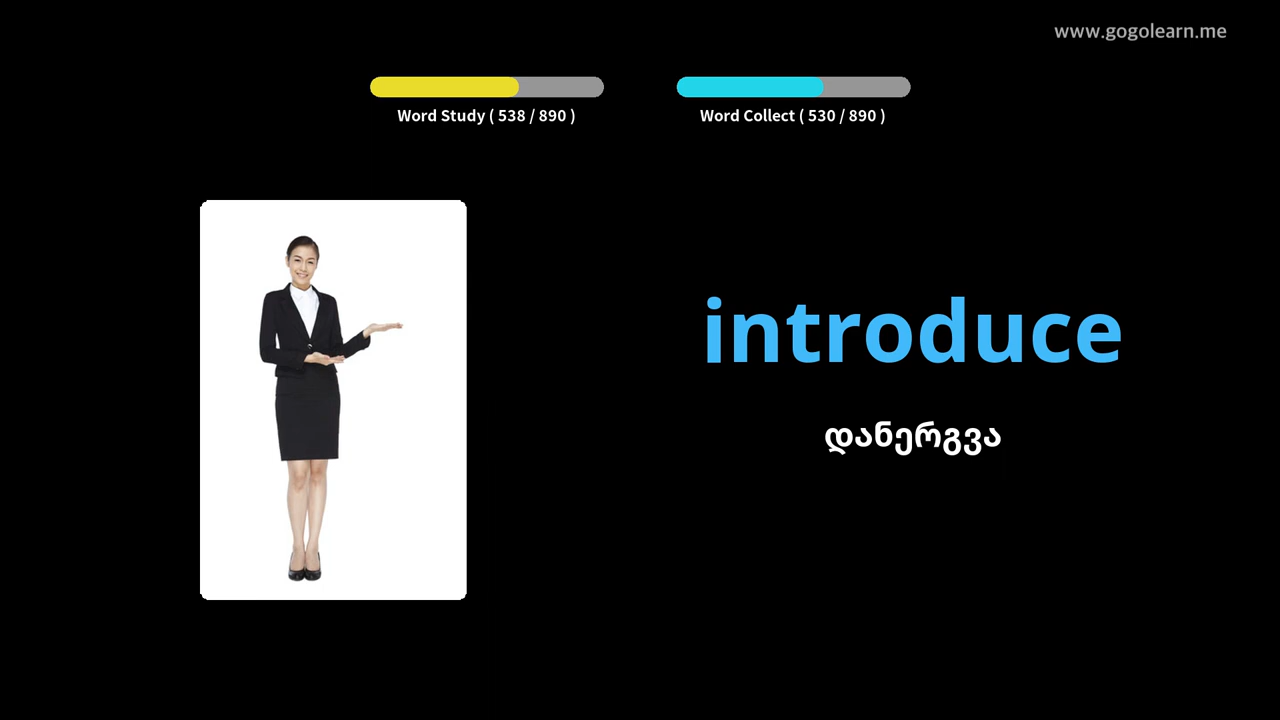 www.gogolearn.me
Word Study ( 538 / 890 )
Word Collect ( 530 / 890 )
introduce
დანერგვა